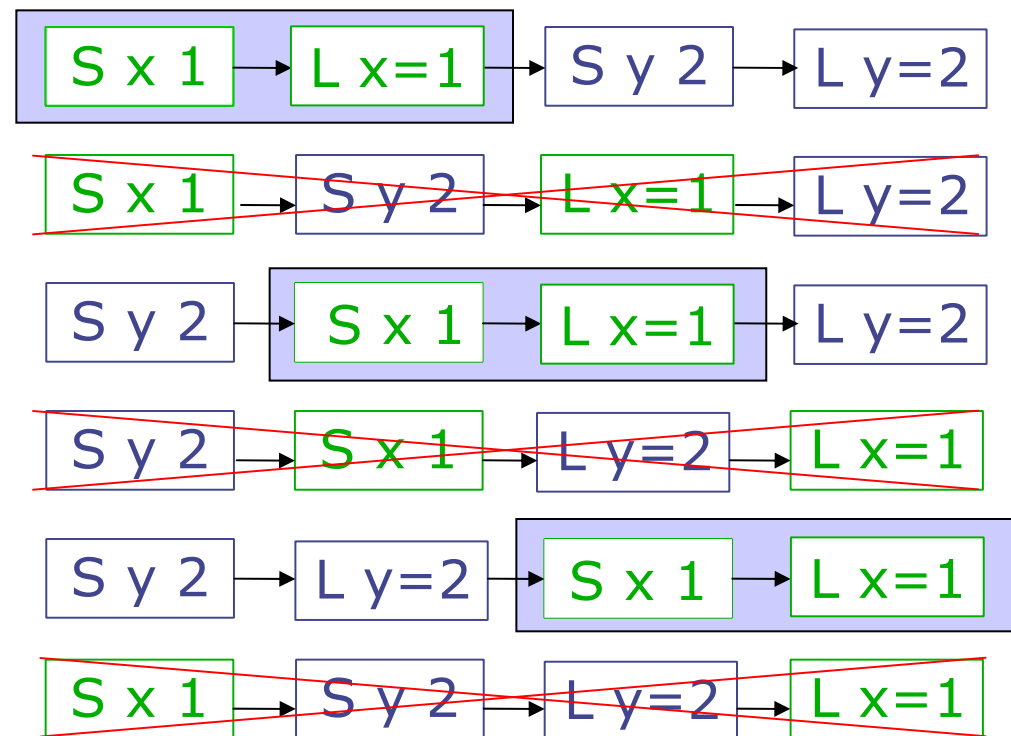 S x 1 L x=1 S y 2 L y=2
S x 1 S y 2 L x=1 L y=2
S y 2 S x 1 L x=1 L y=2
S y 2 S x 1 L y=2 L x=1
S y 2 L y=2 S x 1 L x=1
S x 1 S y 2 L y=2 L x=1